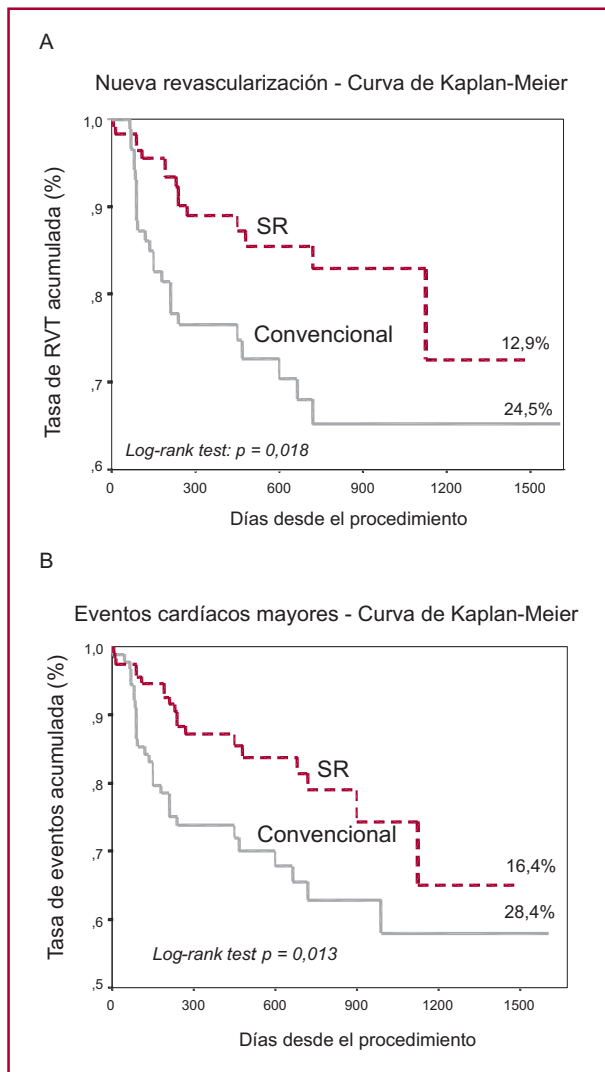 A
Nueva revascularización - Curva de Kaplan-Meier
Tasa de RVT acumulada (%)
1,0
,9
,8
,7
,6
SR
Convencional
12,9%
24,5%
Log-rank test: p = 0,018
0 300 600 900 1200 1500
Días desde el procedimiento
B
Eventos cardíacos mayores - Curva de Kaplan-Meier
Tasa de eventos acumulada (%)
1,0
,9
,8
,7
,6
,5
SR
Convencional
16,4%
28,4%
Log-rank test p = 0,013
0 300 600 900 1200 1500
Días desde el procedimiento